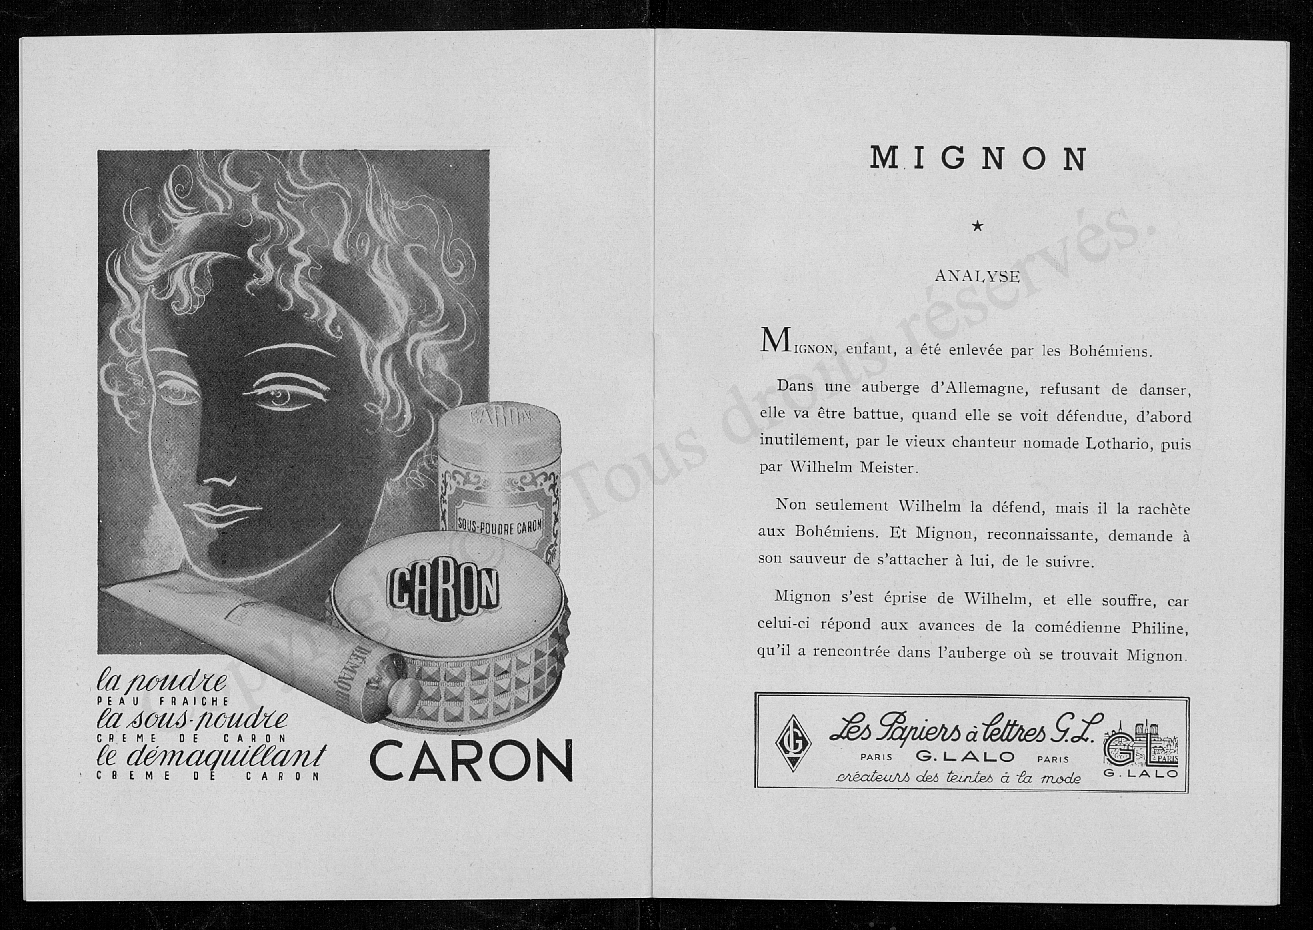 CARON
SOUS-POUDRE CARON
CARON
la poudre
PEAU FRAICHE
la sous-poudre
CREME DE CARON
le démaquillant
CREME DE CARON
CARON
MIGNON
ANALYSE
MIGNON, enfant, a été enlevée par les Bohémiens.
Dans une auberge d'Allemagne, refusant de danser,
elle va être battue, quand elle se voit défendue, d'abord
inutilement, par le vieux chanteur nomade Lothario, puis
par Wilhelm Meister.
Non seulement Wilhelm la défend, mais il la rachète
aux Bohémiens. Et Mignon, reconnaissante, demande à
son sauveur de s'attacher à lui, de le suivre.
Mignon s'est éprise de Wilhelm, et elle souffre, car
celui-ci répond aux avances de la comédienne Philine,
qu'il a rencontrée dans l'auberge où se trouvait Mignon.
Les Papiers à lettres G.L.
PARIS G. LALO PARIS
créateurs des teintes à la mode
GL
PARIS
G. LALO
Copyright © Tous droits réservés.